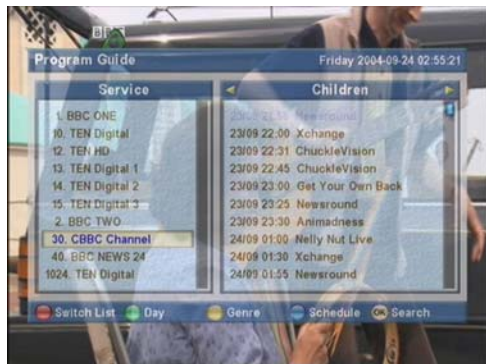 BBC
Program Guide
Friday 2004-09-24 02:55:21
Service
Children
1. BBC ONE
10. TEN Digital
12. TEN HD
13. TEN Digital 1
14. TEN Digital 2
15. TEN Digital 3
2. BBC TWO
30. CBBC Channel
40. BBC NEWS 24
1024. TEN Digital
Newsround
23/09 22:00 Xchange
23/09 22:31 ChuckleVision
23/09 22:45 ChuckleVision
23/09 23:00 Get Your Own Back
23/09 23:25 Newsround
23/09 23:30 Animadness
24/09 01:00 Nelly Nut Live
24/09 01:30 Xchange
24/09 01:55 Newsround
Switch List
Day
Genre
Schedule
OK Search